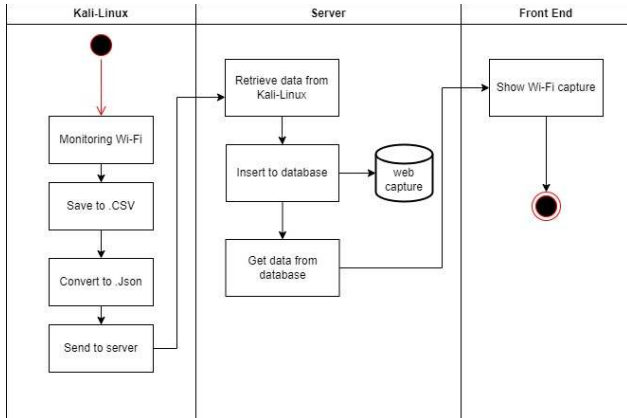 Kali-Linux
Server
Front End
Monitoring Wi-Fi
Save to .CSV
Convert to .Json
Send to server
Retrieve data from
Kali-Linux
Insert to database
web
capture
Get data from
database
Show Wi-Fi capture